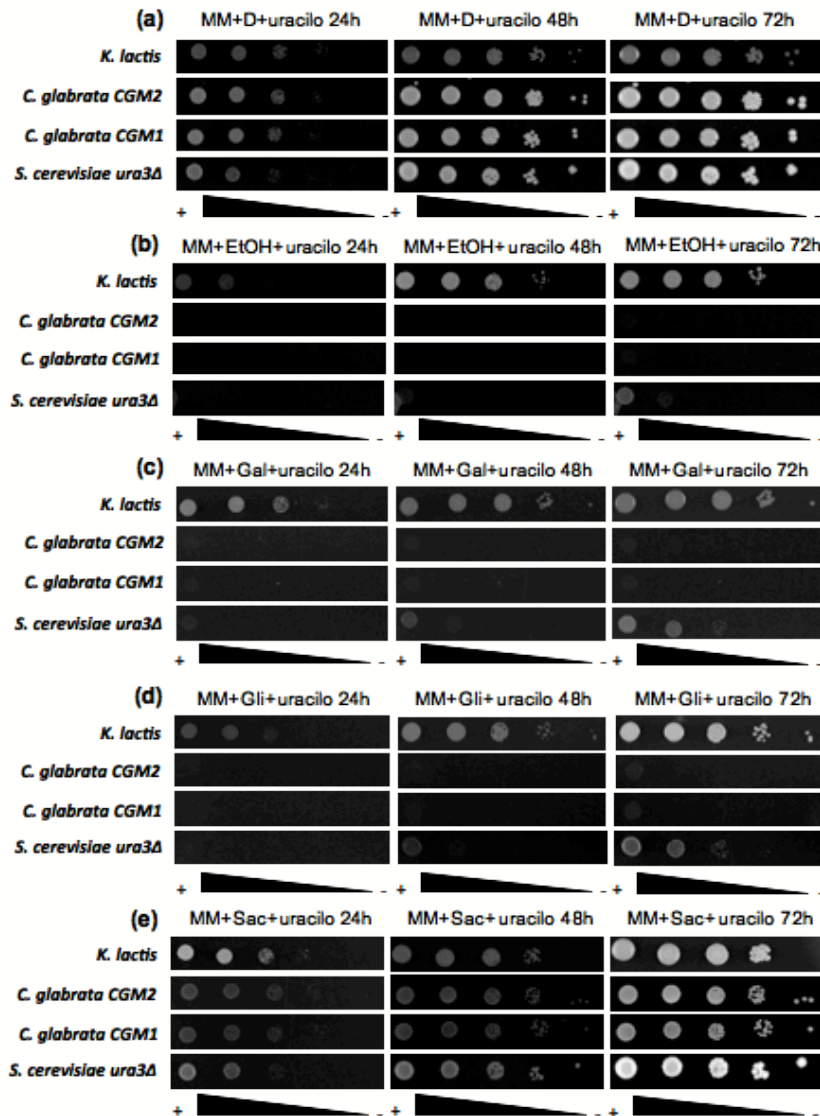 (a) MM+D+uracilo 24h MM+D+uracilo 48h MM+D+uracilo 72h
K. lactis
C. glabrata CGM2
C. glabrata CGM1
S. cerevisiae ura3Δ
+ - + - + -
(b) MM+EtOH+uracilo 24h MM+EtOH+uracilo 48h MM+EtOH+uracilo 72h
K. lactis
C. glabrata CGM2
C. glabrata CGM1
S. cerevisiae ura3Δ
+ - + - + -
(c) MM+Gal+uracilo 24h MM+Gal+uracilo 48h MM+Gal+uracilo 72h
K. lactis
C. glabrata CGM2
C. glabrata CGM1
S. cerevisiae ura3Δ
+ - + - + -
(d) MM+Gli+uracilo 24h MM+Gli+uracilo 48h MM+Gli+uracilo 72h
K. lactis
C. glabrata CGM2
C. glabrata CGM1
S. cerevisiae ura3Δ
+ - + - + -
(e) MM+Sac+uracilo 24h MM+Sac+uracilo 48h MM+Sac+uracilo 72h
K. lactis
C. glabrata CGM2
C. glabrata CGM1
S. cerevisiae ura3Δ
+ - + - + -